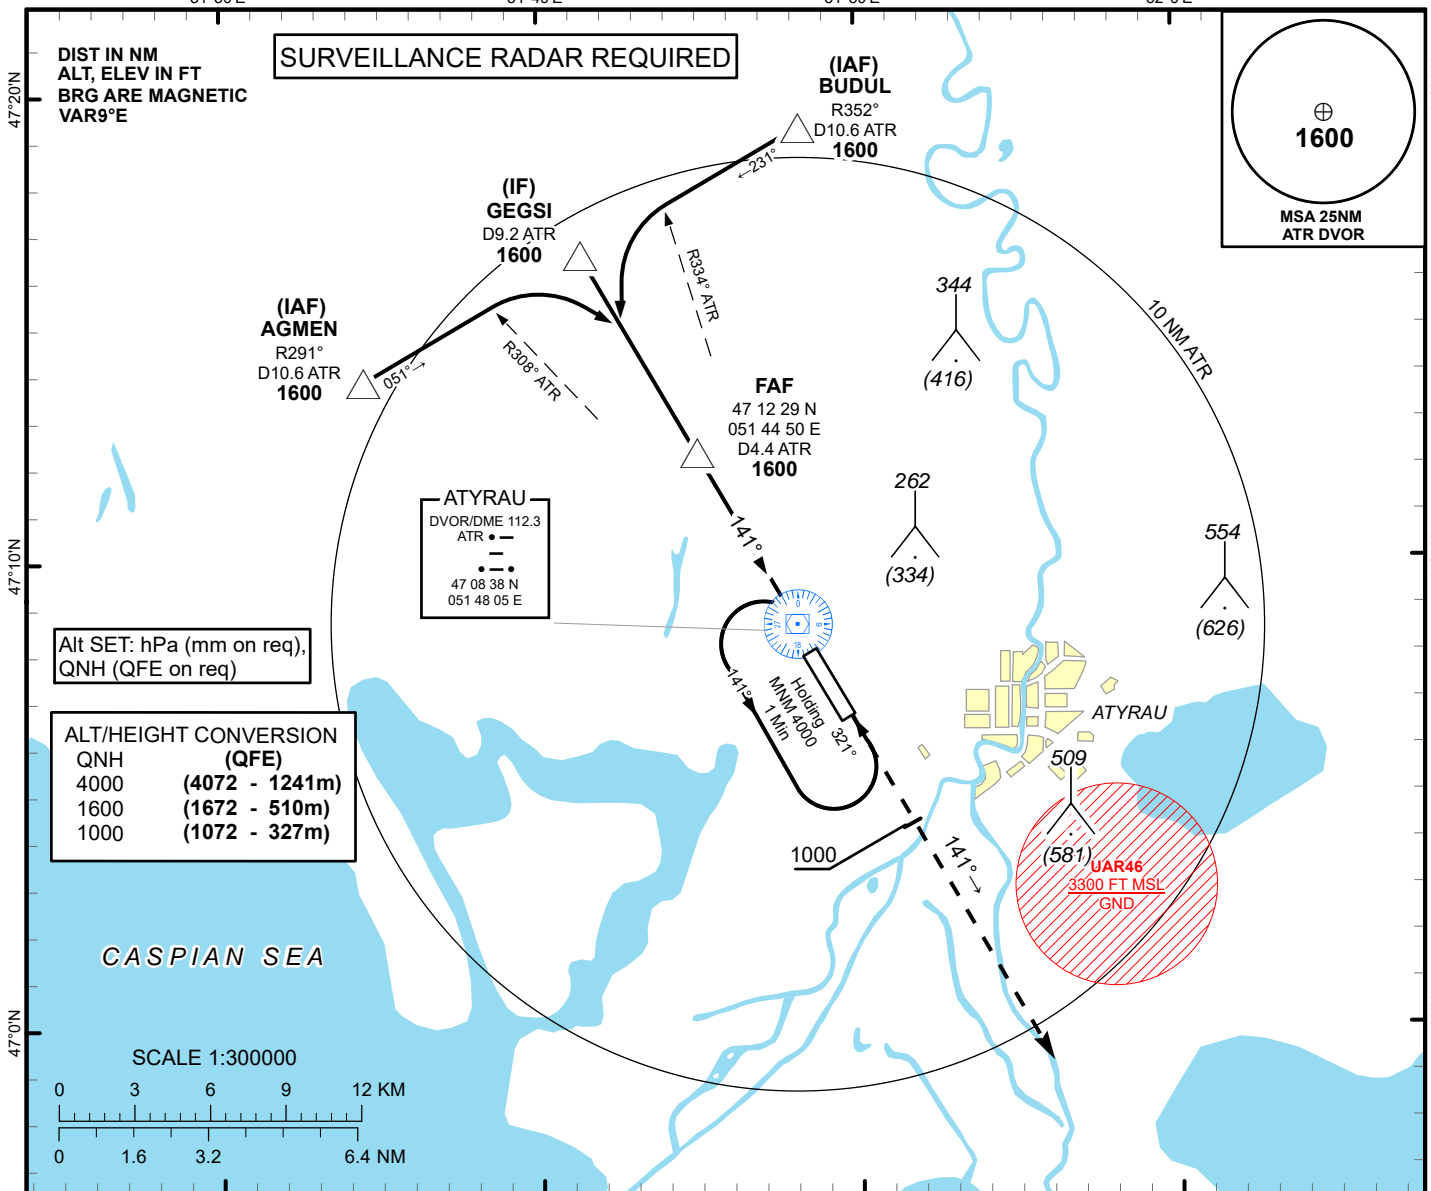 DIST IN NM
ALT, ELEV IN FT
BRG ARE MAGNETIC
VAR9°E
SURVEILLANCE RADAR REQUIRED
(IAF)
BUDUL
R352°
D10.6 ATR
1600
1600
MSA 25NM
ATR DVOR
47°20'N
←231°
(IF)
GEGSI
D9.2 ATR
1600
R334° ATR
(IAF)
AGMEN
R291°
D10.6 ATR
1600
051°→
R308° ATR
344
(416)
10 NM ATR
FAF
47 12 29 N
051 44 50 E
D4.4 ATR
1600
262
(334)
554
(626)
ATYRAU
DVOR/DME 112.3
ATR
47 08 38 N
051 48 05 E
141°
47°10'N
0
9
18
27
Alt SET: hPa (mm on req),
QNH (QFE on req)
141°
Holding
MNM 4000
1 Min
321°
ATYRAU
ALT/HEIGHT CONVERSION
QNH (QFE)
4000 (4072 - 1241m)
1600 (1672 - 510m)
1000 (1072 - 327m)
509
(581)
UAR46
3300 FT MSL
GND
1000
141°→
CASPIAN SEA
47°0'N
SCALE 1:300000
0 3 6 9 12 KM
0 1.6 3.2 6.4 NM